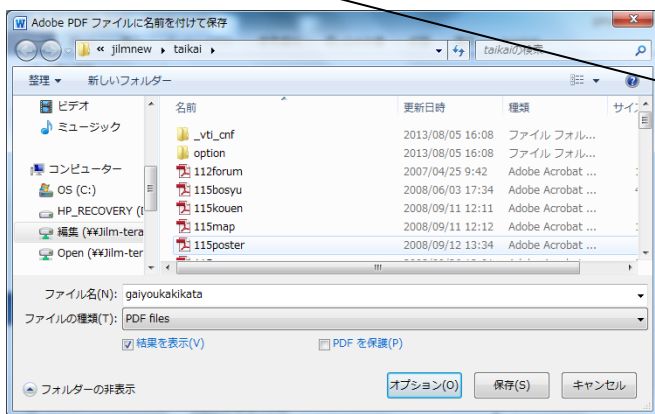 Adobe PDF ファイルに名前を付けて保存
« jilmnew ▸ taikai ▸ taikaiの検索
整理 ▼ 新しいフォルダー
ビデオ
ミュージック
コンピューター
OS (C:)
HP_RECOVERY (
編集 (¥¥Jilm-tera
Open (¥¥Jilm-ter
名前 更新日時 種類 サイズ
_vti_cnf 2013/08/05 16:08 ファイル フォル...
option 2013/08/05 16:08 ファイル フォル...
112forum 2007/04/25 9:42 Adobe Acrobat ...
115bosyu 2008/06/03 17:34 Adobe Acrobat ...
115kouen 2008/09/11 12:11 Adobe Acrobat ...
115map 2008/09/11 12:12 Adobe Acrobat ...
115poster 2008/09/12 13:34 Adobe Acrobat ...
ファイル名(N): gaiyoukakikata
ファイルの種類(T): PDF files
結果を表示(V) PDF を保護(P)
フォルダーの非表示 オプション(O) 保存(S) キャンセル